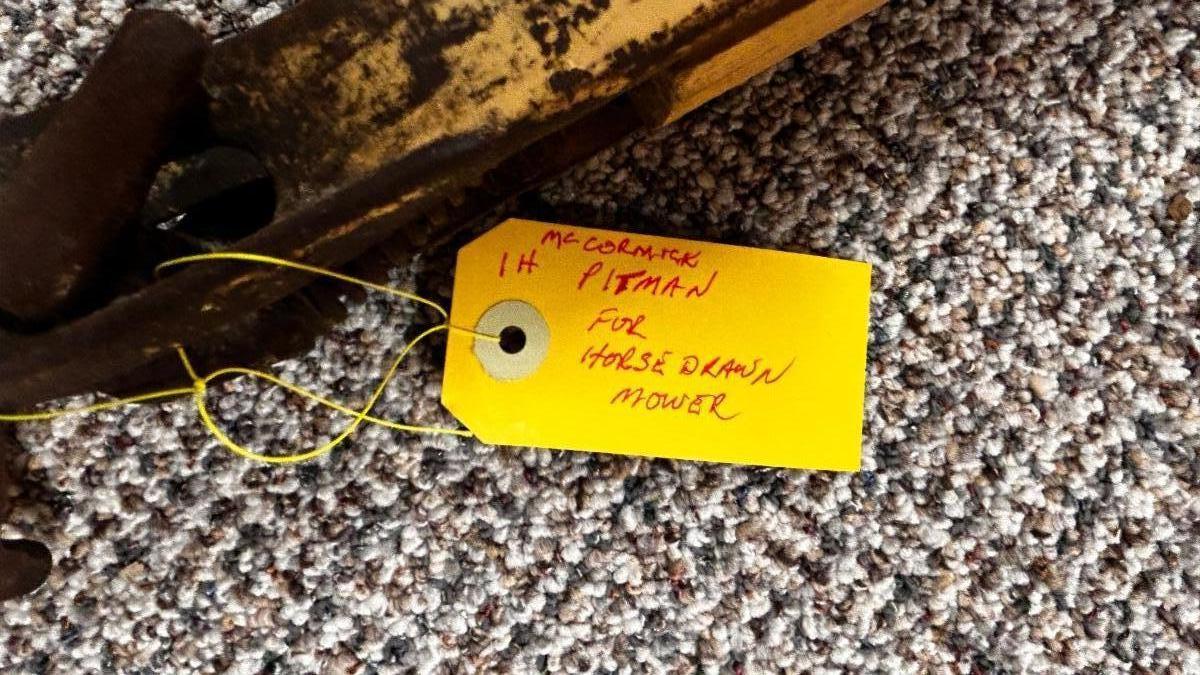 McCORMICK
IH PITMAN
FOR
HORSE DRAWN
MOWER